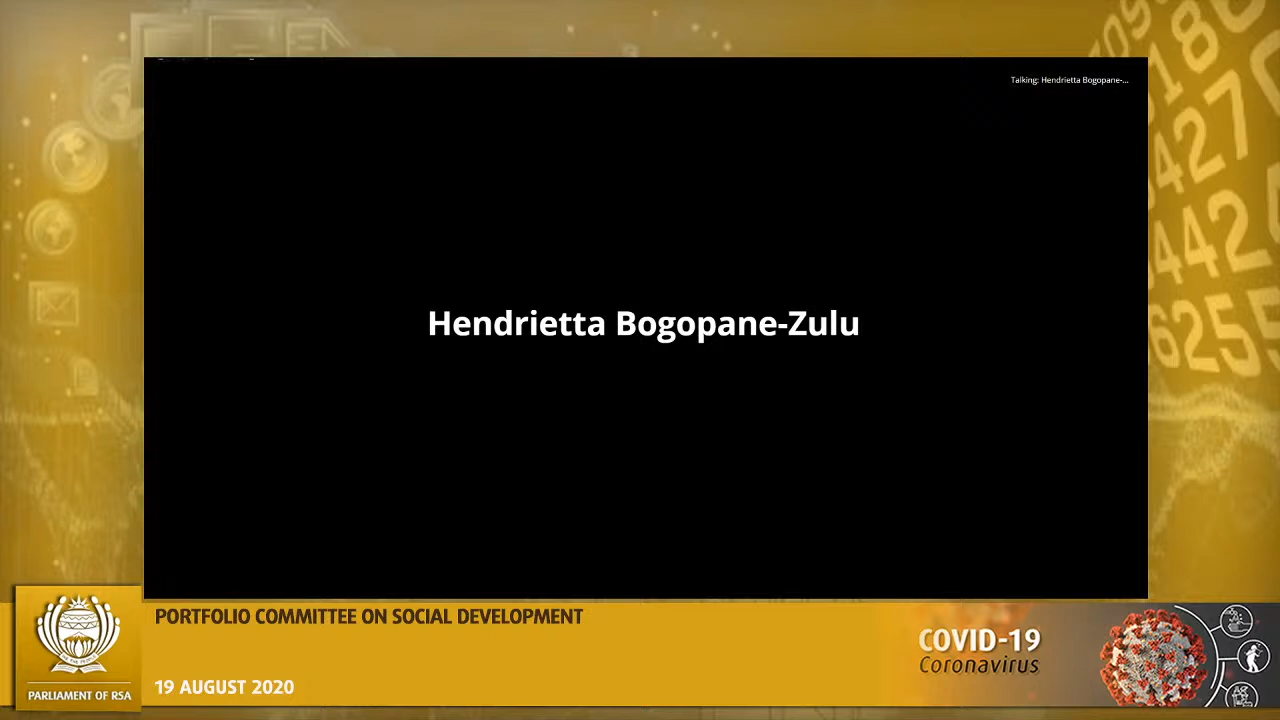 Talking: Hendrietta Bogopane-...
Hendrietta Bogopane-Zulu
PORTFOLIO COMMITTEE ON SOCIAL DEVELOPMENT
19 AUGUST 2020
PARLIAMENT OF RSA
COVID-19
Coronavirus